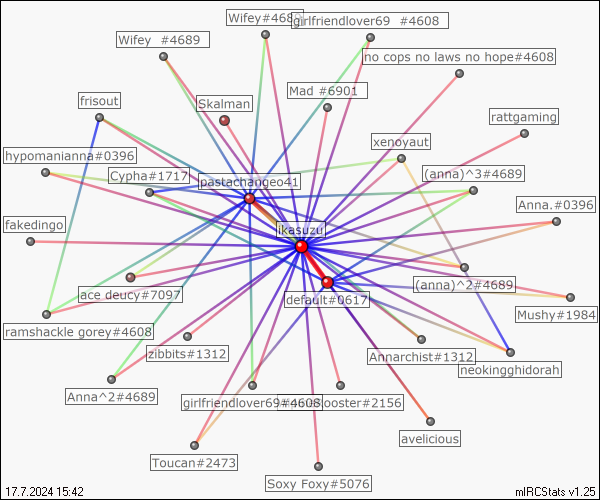 Wifey#4689
girlfriendlover69 #4608
Wifey #4689
no cops no laws no hope#4608
Mad #6901
frisout
Skalman
rattgaming
xenoyaut
hypomanianna#0396
Cypha#1717
pastachangeo41
(anna)^3#4689
Anna.#0396
fakedingo
ikasuzu
(anna)^2#4689
ace deucy#7097
default#0617
Mushy#1984
ramshackle gorey#4608
zibbits#1312
Annarchist#1312
neokingghidorah
Anna^2#4689
girlfriendlover69#4608
ooster#2156
avelicious
Toucan#2473
Soxy Foxy#5076
17.7.2024 15:42
mIRCStats v1.25